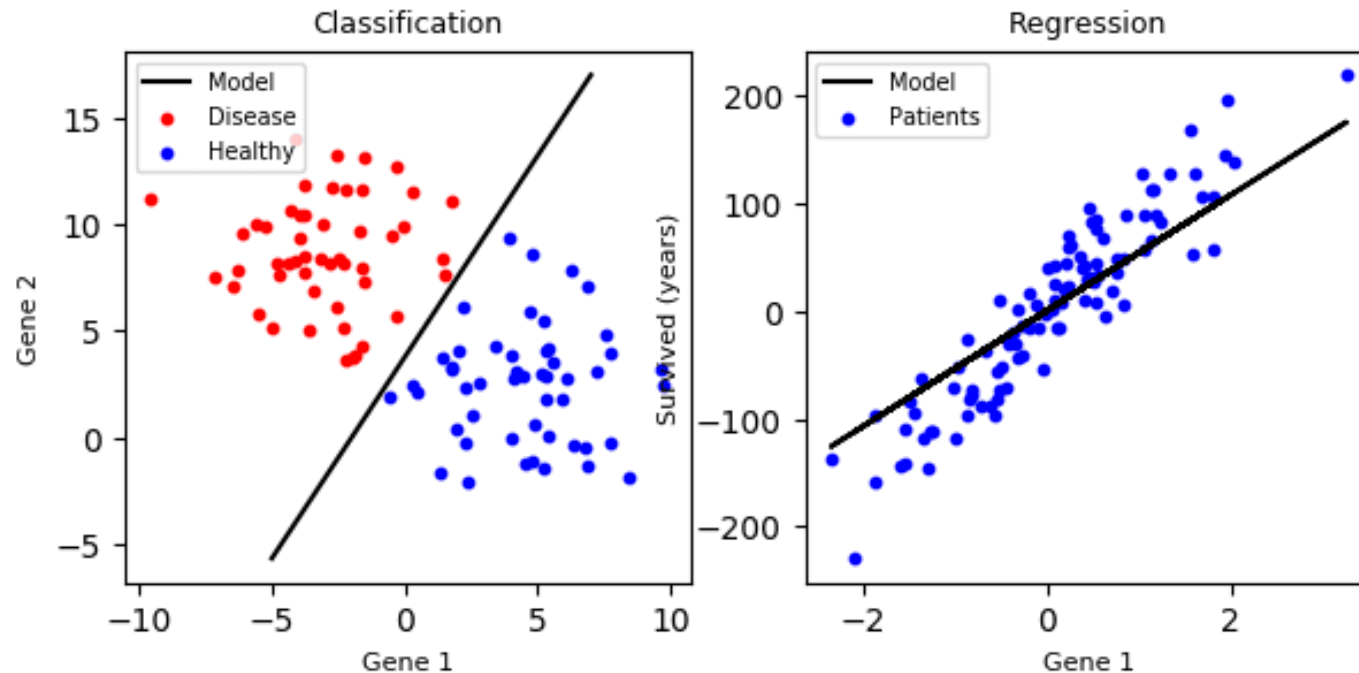 Classification
Model
Disease
Healthy
15
10
5
0
−5
Gene 2
−10
−5
0
5
10
Gene 1
Regression
Model
Patients
200
100
0
−100
−200
Survived (years)
−2
0
2
Gene 1